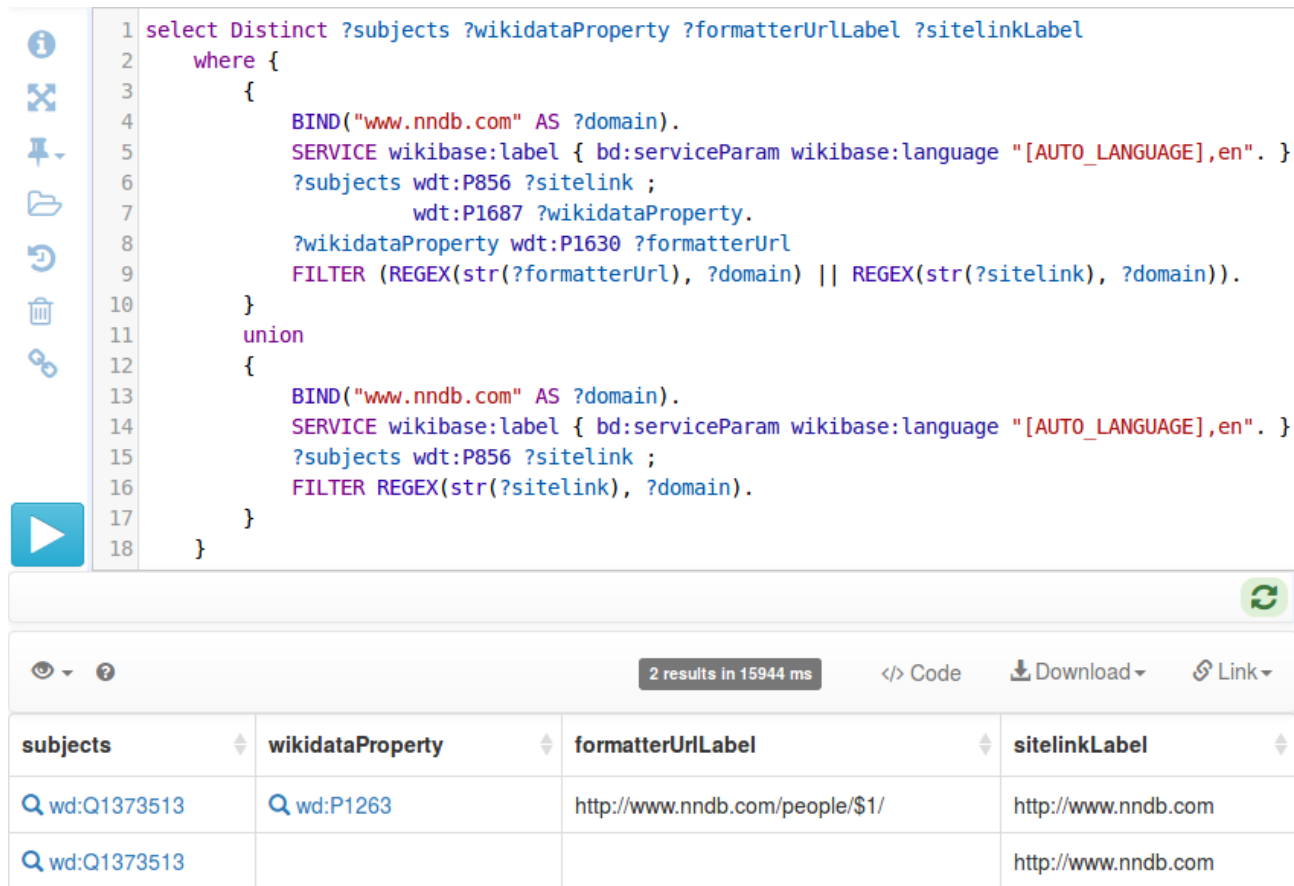 1 select Distinct ?subjects ?wikidataProperty ?formatterUrlLabel ?sitelinkLabel
2 where {
3 {
4 BIND("www.nndb.com" AS ?domain).
5 SERVICE wikibase:label { bd:serviceParam wikibase:language "[AUTO_LANGUAGE],en". }
6 ?subjects wdt:P856 ?sitelink ;
7 wdt:P1687 ?wikidataProperty.
8 ?wikidataProperty wdt:P1630 ?formatterUrl
9 FILTER (REGEX(str(?formatterUrl), ?domain) || REGEX(str(?sitelink), ?domain)).
10 }
11 union
12 {
13 BIND("www.nndb.com" AS ?domain).
14 SERVICE wikibase:label { bd:serviceParam wikibase:language "[AUTO_LANGUAGE],en". }
15 ?subjects wdt:P856 ?sitelink ;
16 FILTER REGEX(str(?sitelink), ?domain).
17 }
18 }
2 results in 15944 ms </> Code Download Link
subjects wikidataProperty formatterUrlLabel sitelinkLabel
wd:Q1373513 wd:P1263 http://www.nndb.com/people/$1/ http://www.nndb.com
wd:Q1373513 http://www.nndb.com